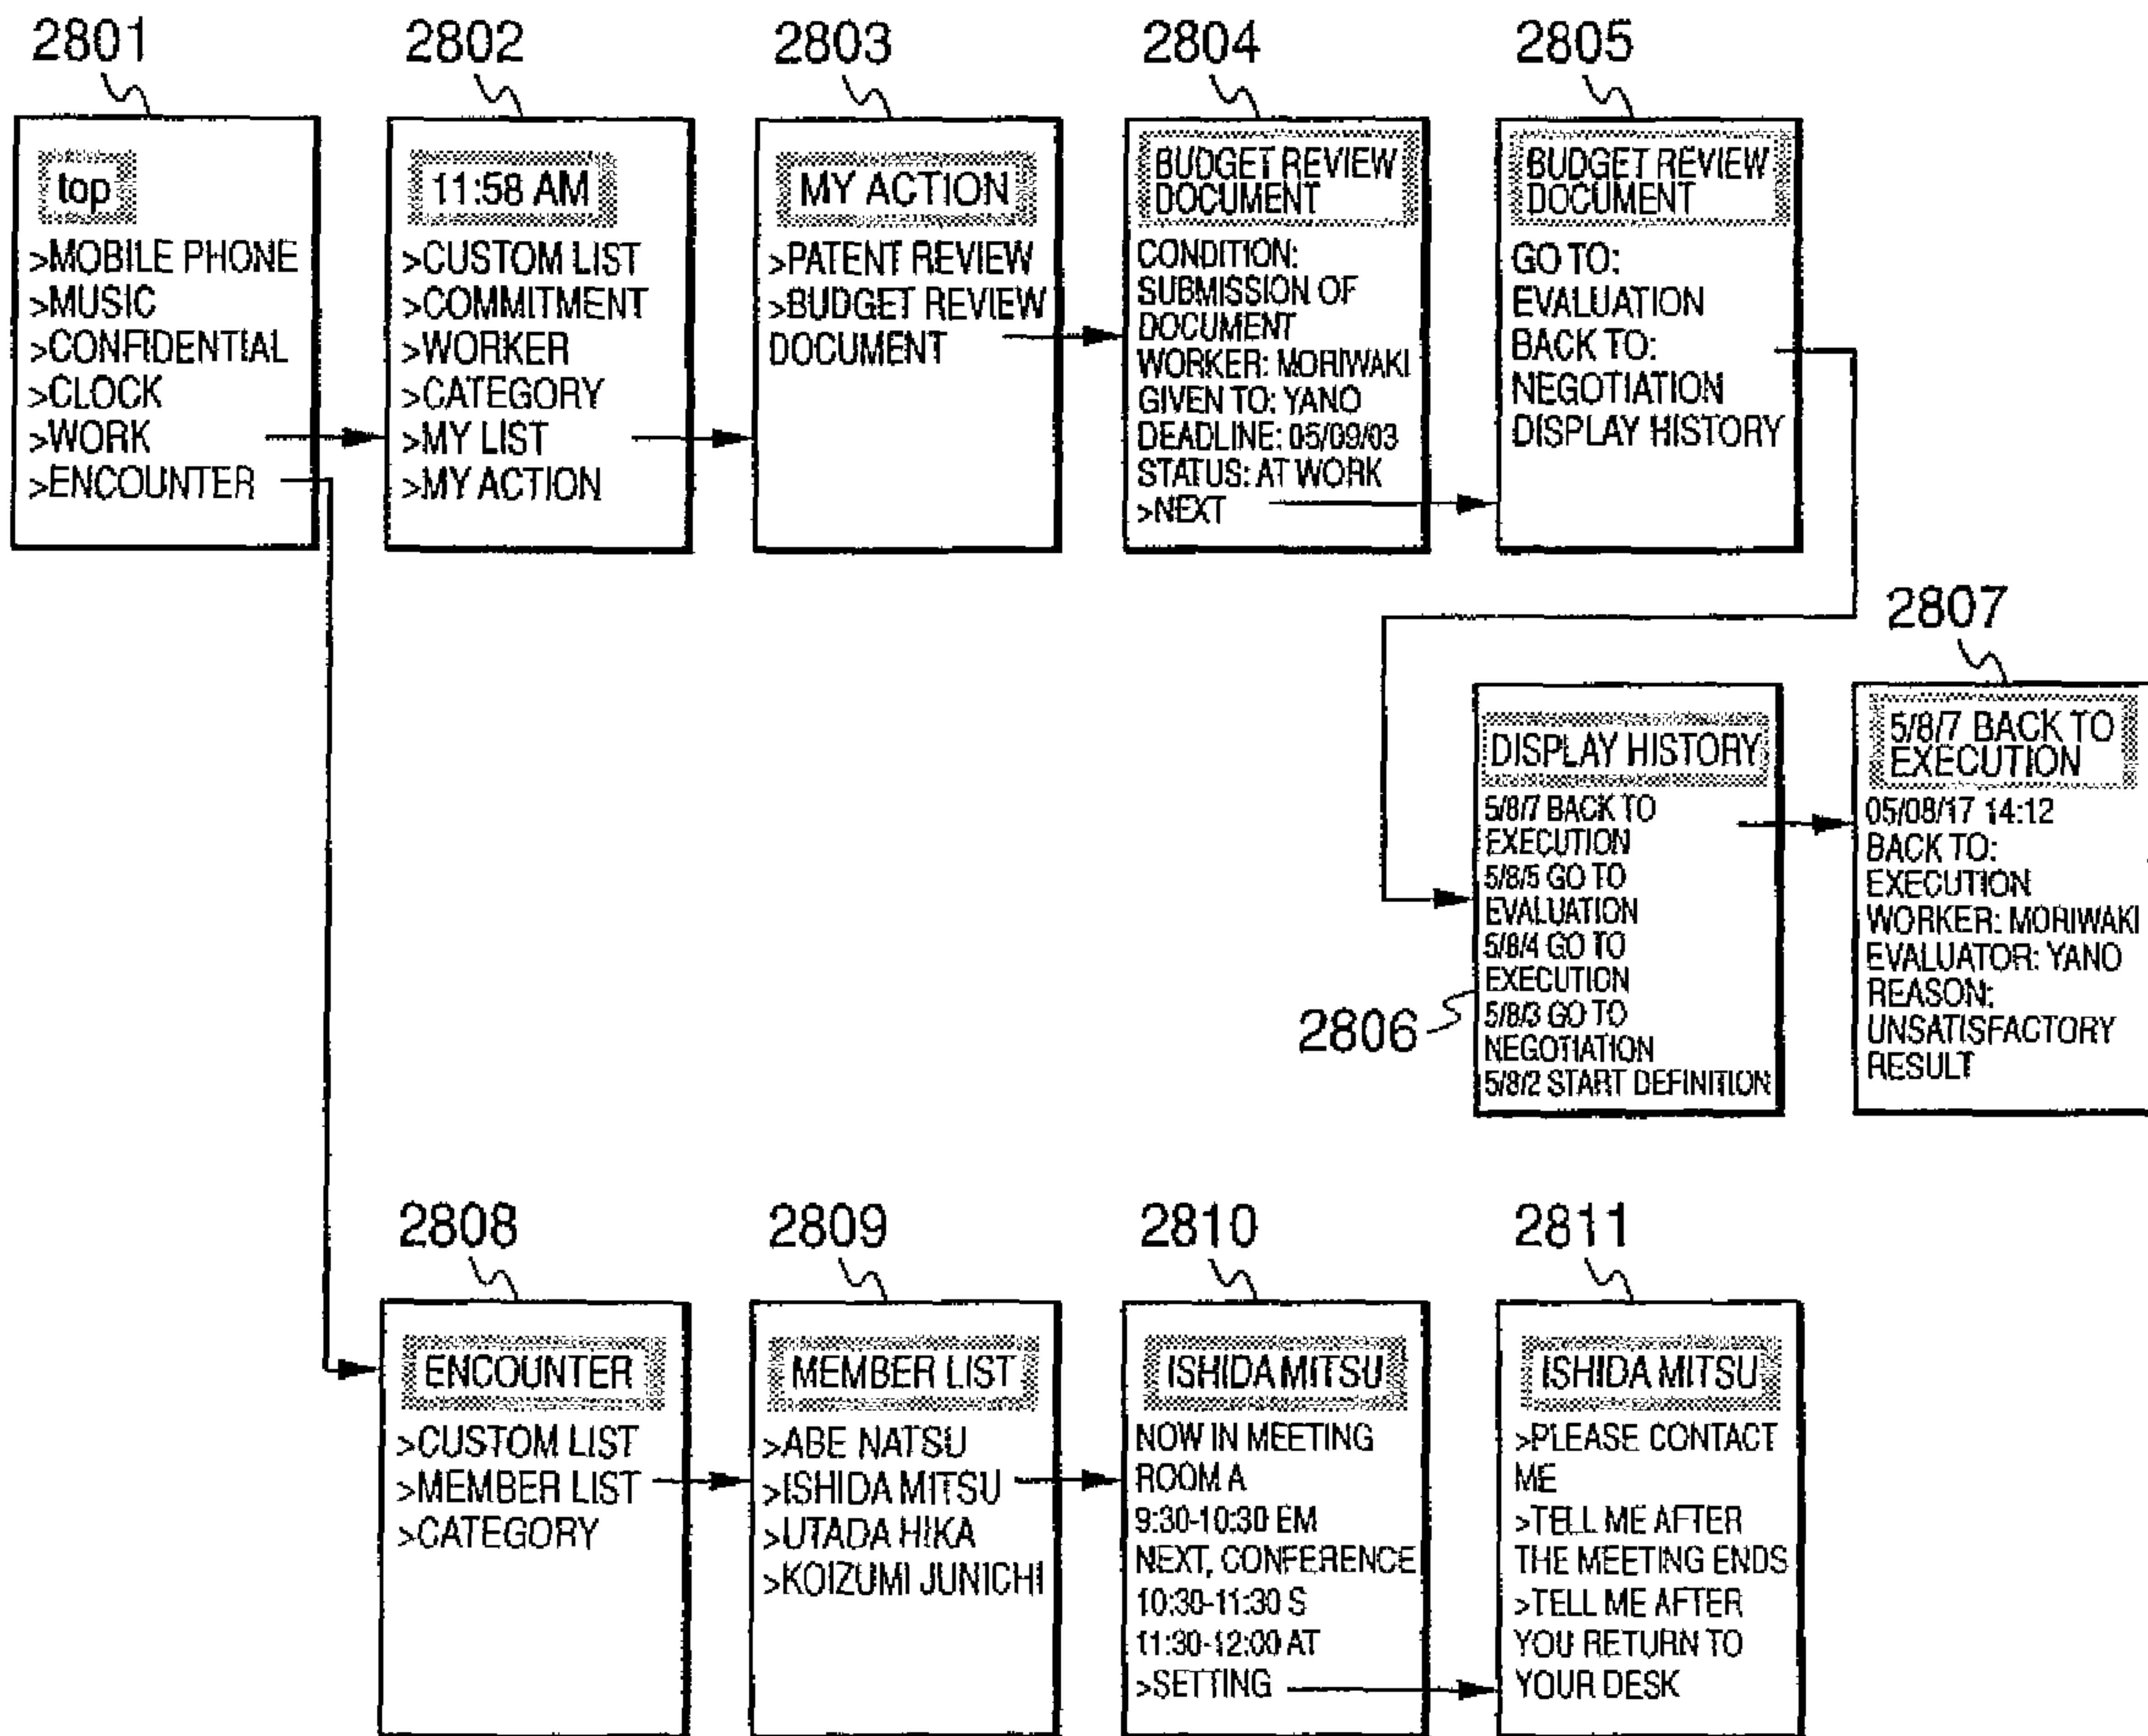 2801
top
>MOBILE PHONE
>MUSIC
>CONFIDENTIAL
>CLOCK
>WORK
>ENCOUNTER
2802
11:58 AM
>CUSTOM LIST
>COMMITMENT
>WORKER
>CATEGORY
>MY LIST
>MY ACTION
2803
MY ACTION
>PATENT REVIEW
>BUDGET REVIEW
DOCUMENT
2804
BUDGET REVIEW
DOCUMENT
CONDITION:
SUBMISSION OF
DOCUMENT
WORKER: MORIWAKI
GIVEN TO: YANO
DEADLINE: 05/09/03
STATUS: AT WORK
>NEXT
2805
BUDGET REVIEW
DOCUMENT
GO TO:
EVALUATION
BACK TO:
NEGOTIATION
DISPLAY HISTORY
2806
DISPLAY HISTORY
5/8/7 BACK TO
EXECUTION
5/8/5 GO TO
EVALUATION
5/8/4 GO TO
EXECUTION
5/8/3 GO TO
NEGOTIATION
5/8/2 START DEFINITION
2807
5/8/7 BACK TO
EXECUTION
05/08/17 14:12
BACK TO:
EXECUTION
WORKER: MORIWAKI
EVALUATOR: YANO
REASON:
UNSATISFACTORY
RESULT
2808
ENCOUNTER
>CUSTOM LIST
>MEMBER LIST
>CATEGORY
2809
MEMBER LIST
>ABE NATSU
>ISHIDA MITSU
>UTADA HIKA
>KOIZUMI JUNICHI
2810
ISHIDA MITSU
NOW IN MEETING
ROOM A
9:30-10:30 EM
NEXT, CONFERENCE
10:30-11:30 S
11:30-12:00 AT
>SETTING
2811
ISHIDA MITSU
>PLEASE CONTACT
ME
>TELL ME AFTER
THE MEETING ENDS
>TELL ME AFTER
YOU RETURN TO
YOUR DESK